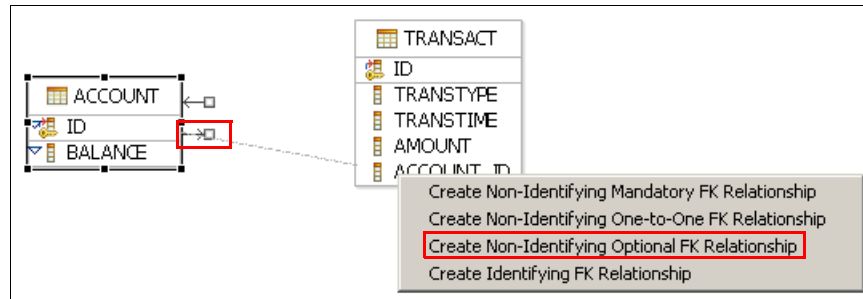 TRANSACT
ID
TRANSTYPE
TRANSTIME
AMOUNT
ACCOUNT_ID
ACCOUNT
ID
BALANCE
Create Non-Identifying Mandatory FK Relationship
Create Non-Identifying One-to-One FK Relationship
Create Non-Identifying Optional FK Relationship
Create Identifying FK Relationship